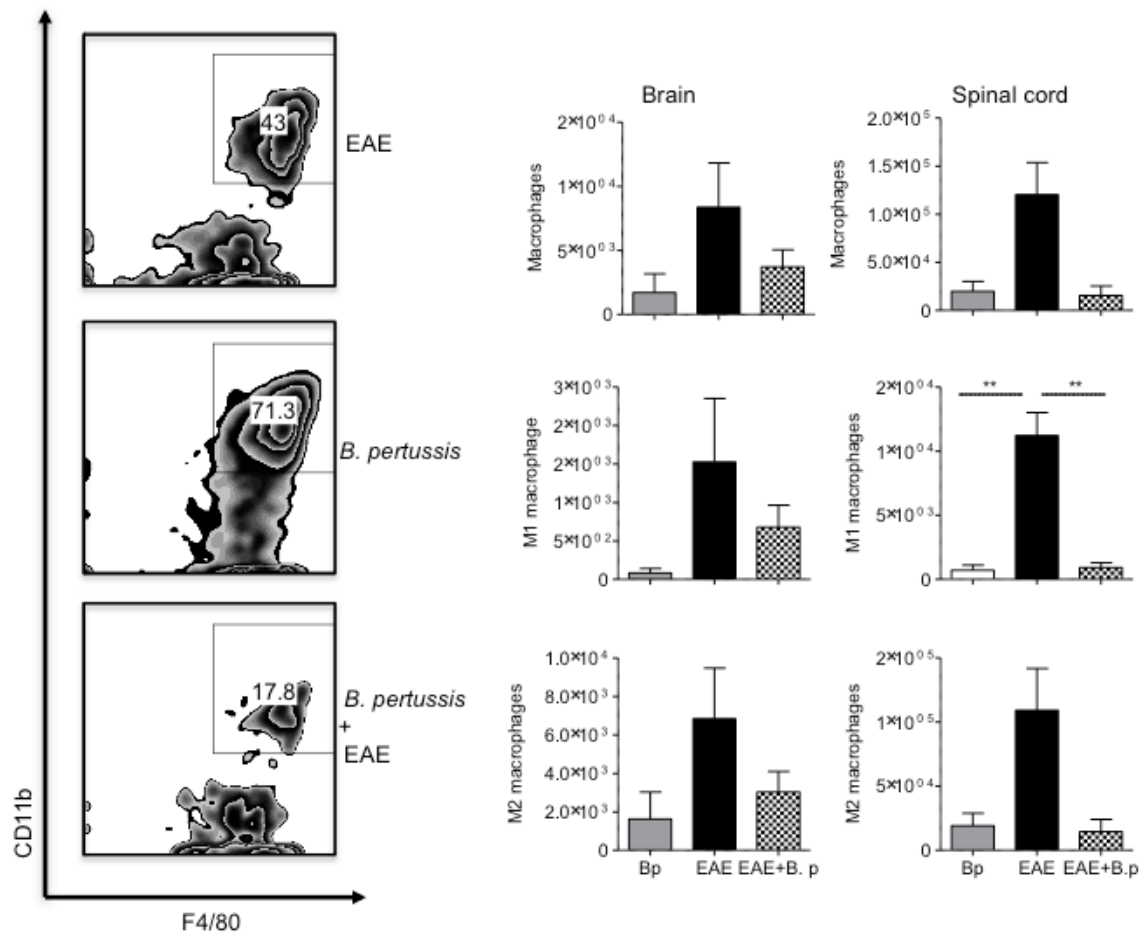 CD11b
F4/80
43
EAE
71.3
B. pertussis
17.8
B. pertussis
+
EAE
Brain
Macrophages
2×10⁰⁴
1×10⁰⁴
5×10⁰³
0
Spinal cord
Macrophages
2.0×10⁵
1.5×10⁵
1.0×10⁵
5.0×10⁴
0
M1 macrophage
3×10⁰³
2×10⁰³
2×10⁰³
1×10⁰³
5×10⁰²
0
M1 macrophages
2×10⁰⁴
1×10⁰⁴
5×10⁰³
0
** **
M2 macrophages
1.0×10⁴
8.0×10³
6.0×10³
4.0×10³
2.0×10³
0
Bp EAE EAE+B. p
M2 macrophages
2×10⁰⁵
1×10⁰⁵
5×10⁰⁴
0
Bp EAE EAE+B.p